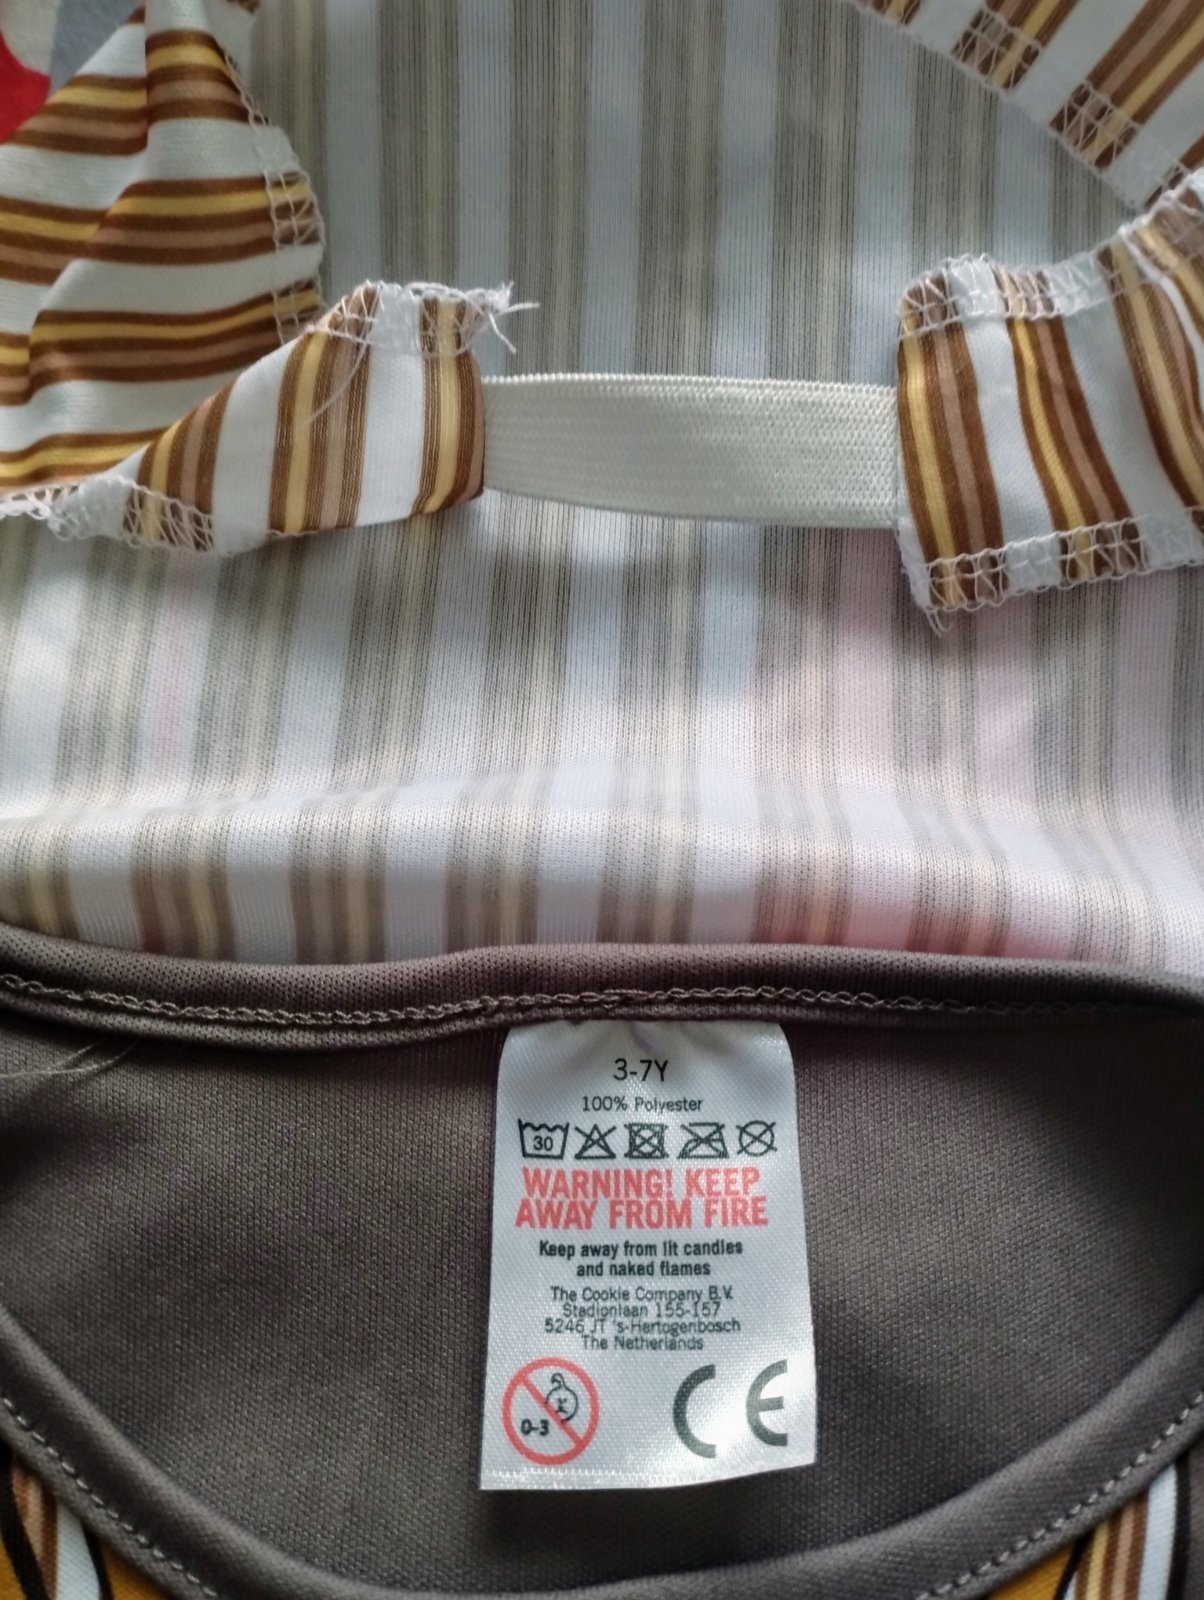 3-7Y
100% Polyester
30
WARNING! KEEP
AWAY FROM FIRE
Keep away from lit candles
and naked flames
The Cookie Company B.V.
Stadionlaan 155-157
5246 JT 's-Hertogenbosch
The Netherlands
0-3
CE